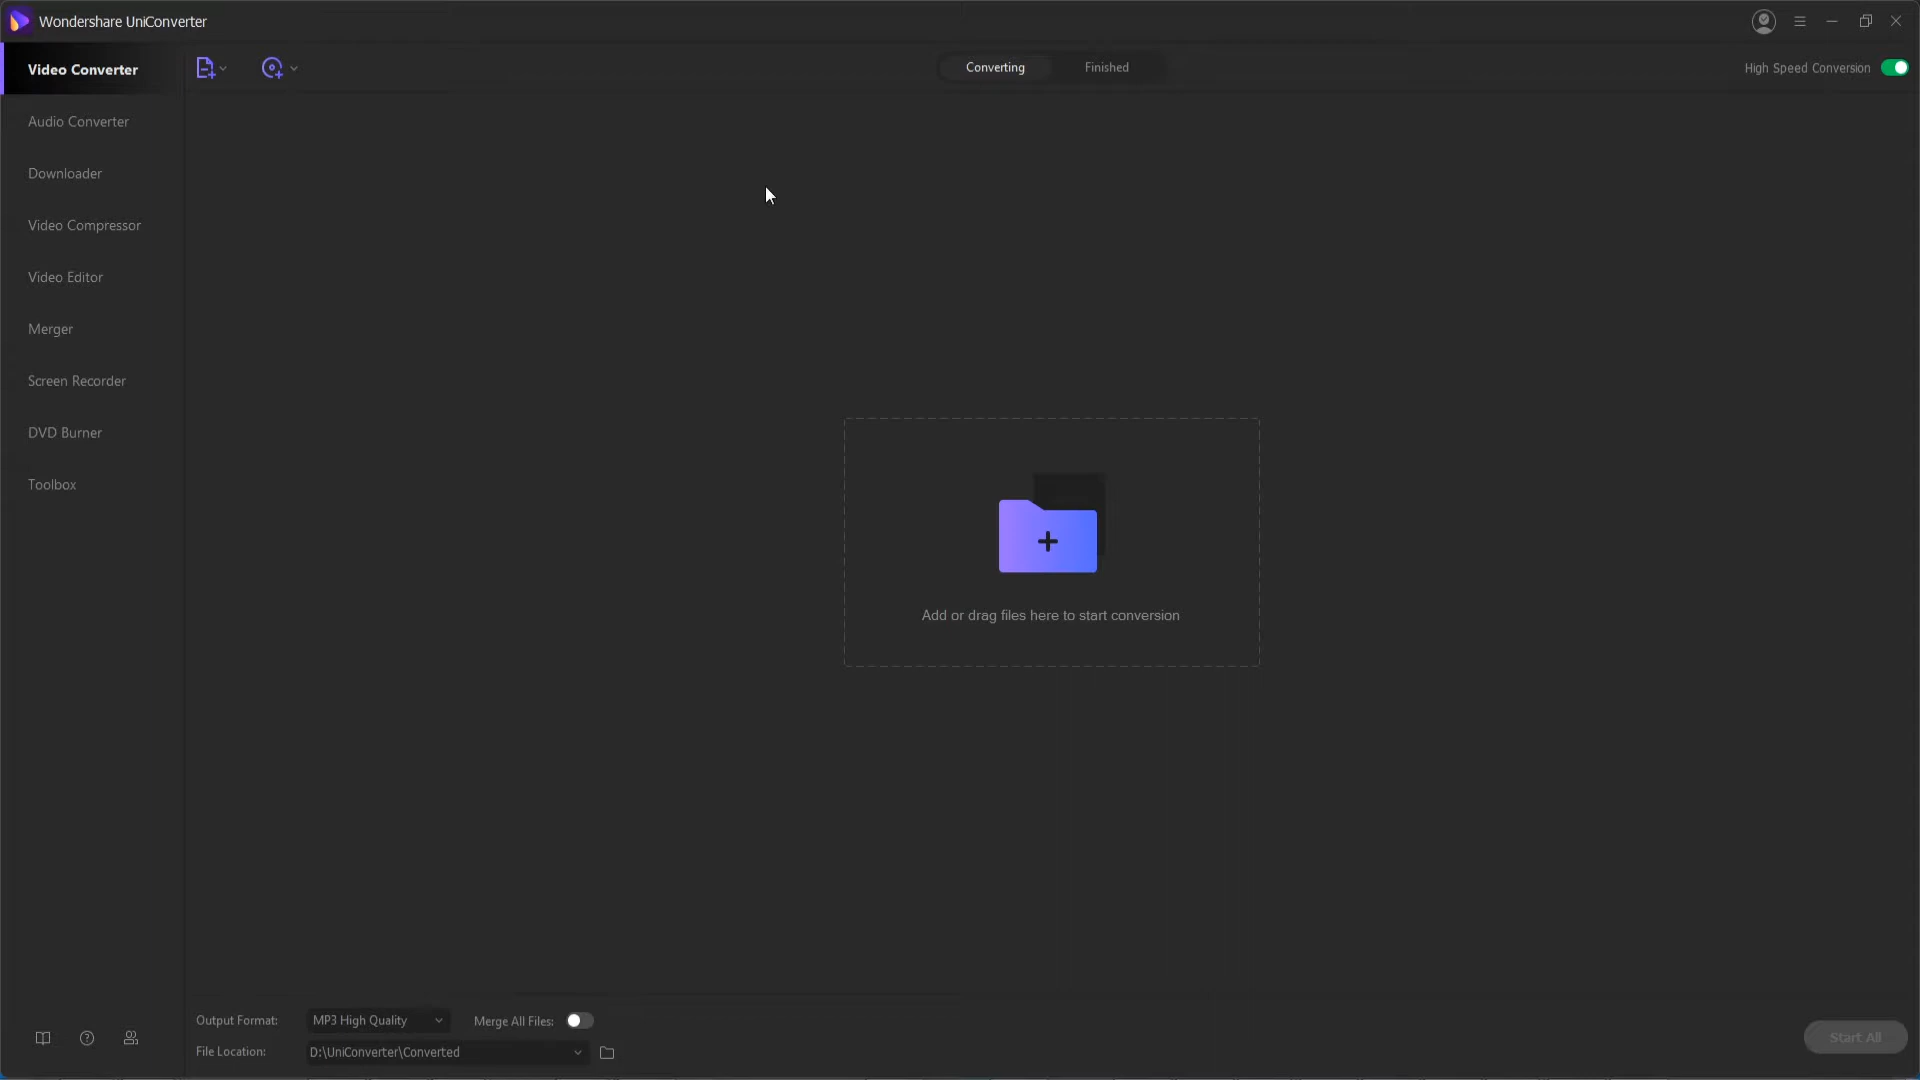 Wondershare UniConverter
Video Converter
Converting
Finished
High Speed Conversion
Audio Converter
Downloader
Video Compressor
Video Editor
Merger
Screen Recorder
DVD Burner
Toolbox
Add or drag files here to start conversion
Output Format: MP3 High Quality Merge All Files:
File Location: D:\UniConverter\Converted
Start All